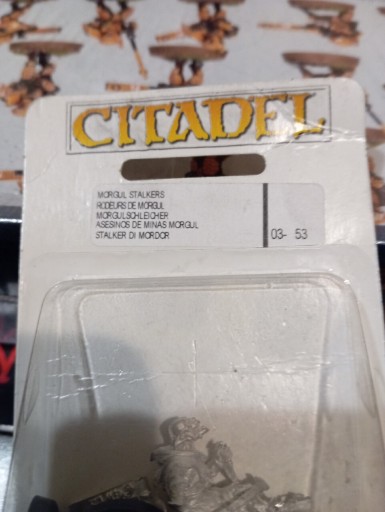 CITADEL
MORGUL STALKERS
RODEURS DE MORGUL
MORGULSCHLEICHER
ASESINOS DE MINAS MORGUL
STALKER DI MORDOR
03- 53